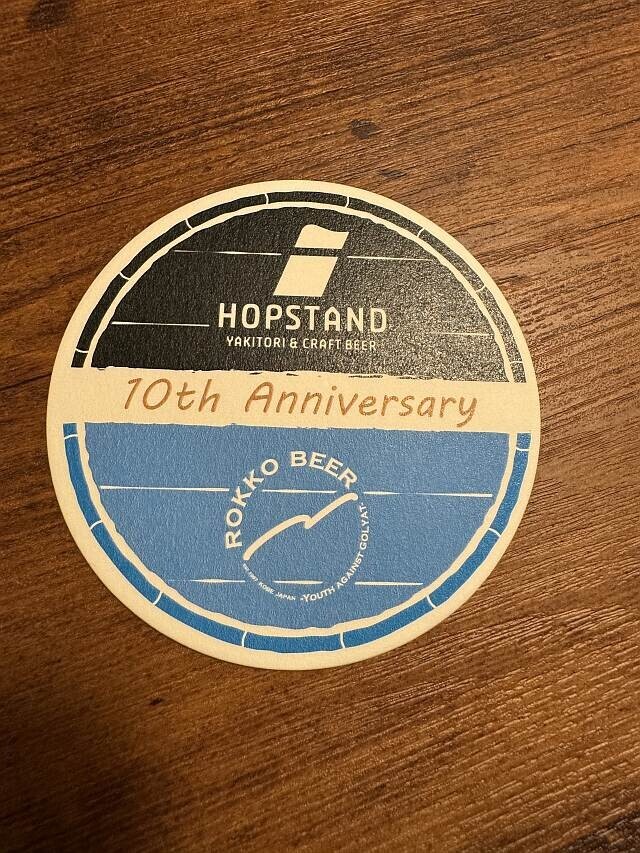 HOPSTAND
YAKITORI & CRAFT BEER
10th Anniversary
ROKKO BEER
KOBE JAPAN
-YOUTH AGAINST GOLYAT-